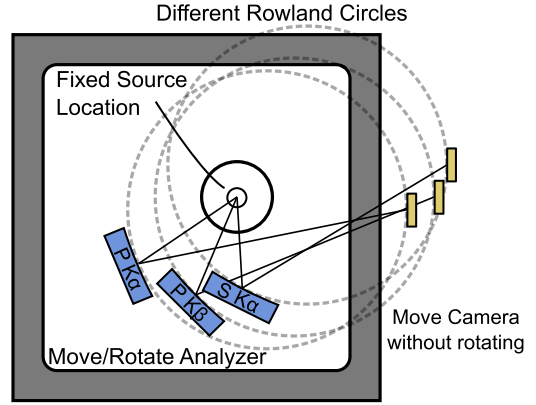 Different Rowland Circles
Fixed Source
Location
P Kα
P Kβ
S Kα
Move Camera
without rotating
Move/Rotate Analyzer